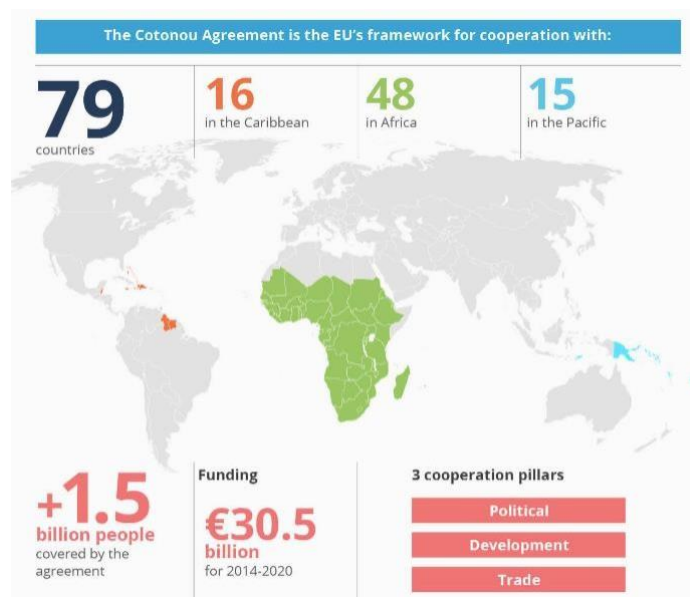 The Cotonou Agreement is the EU's framework for cooperation with:
79
countries
16
in the Caribbean
48
in Africa
15
in the Pacific
+1.5
billion people
covered by the
agreement
Funding
€30.5
billion
for 2014-2020
3 cooperation pillars
Political
Development
Trade